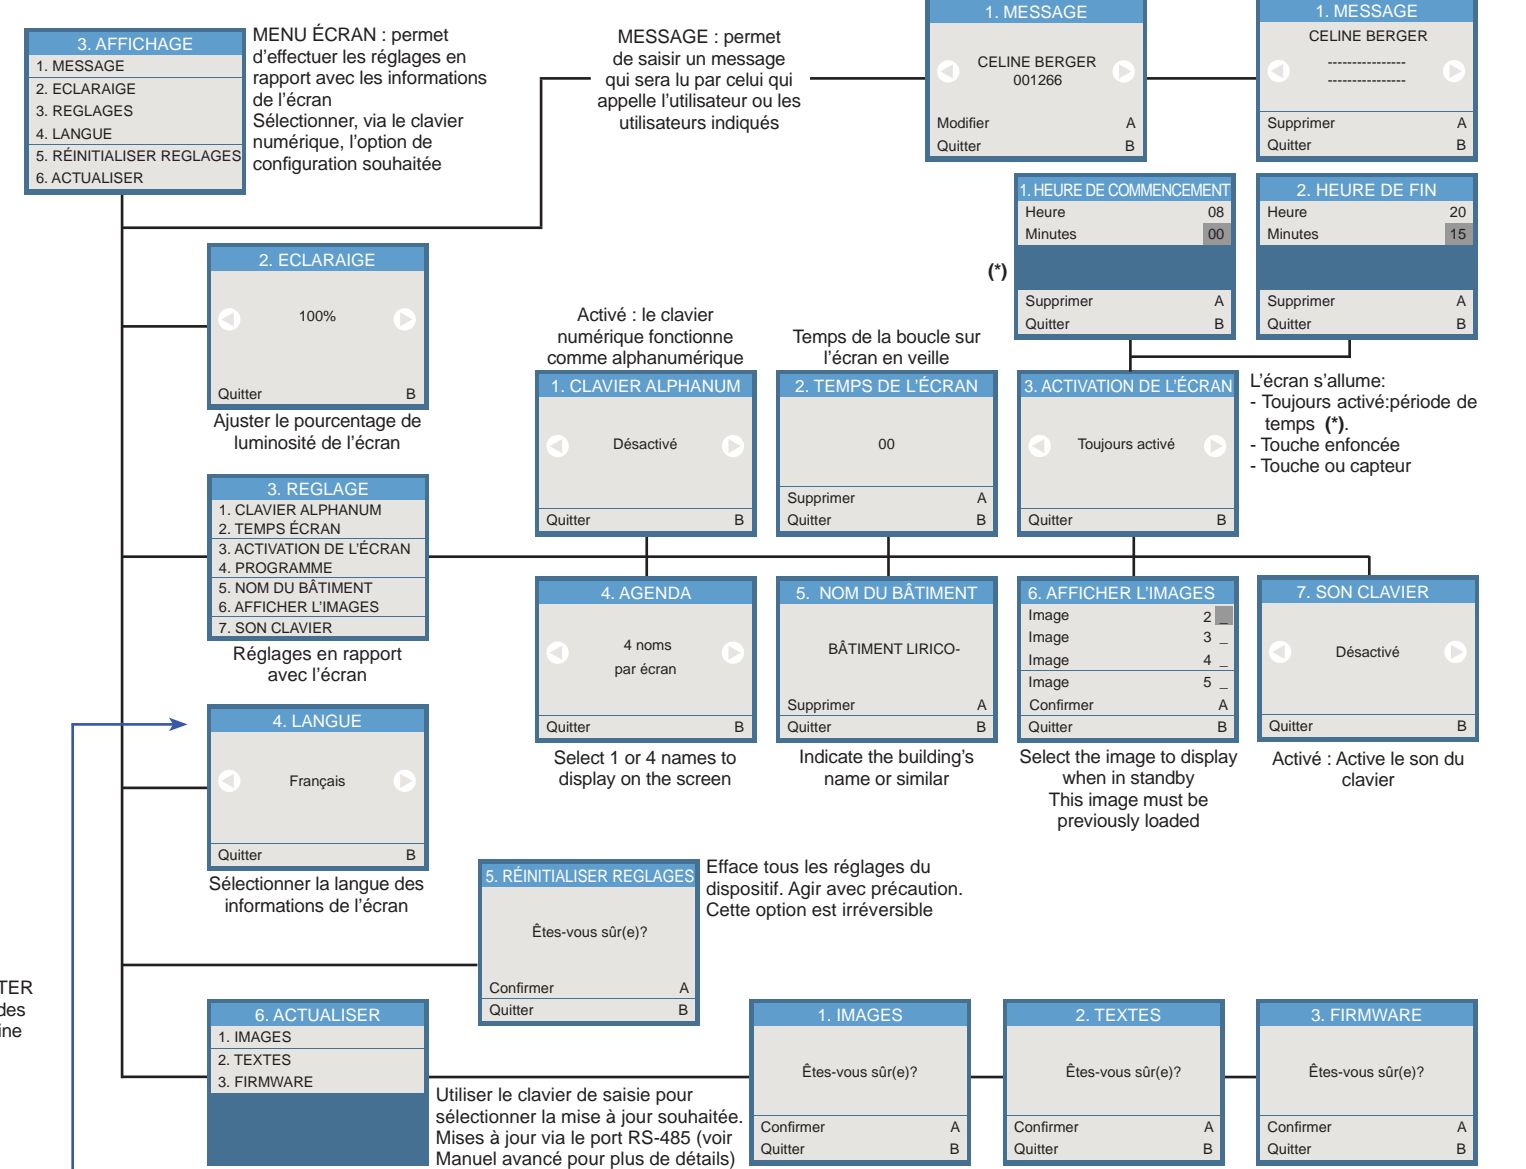 3. AFFICHAGE
1. MESSAGE
2. ECLARAIGE
3. REGLAGES
4. LANGUE
5. RÉINITIALISER REGLAGES
6. ACTUALISER
MENU ÉCRAN : permet
d'effectuer les réglages en
rapport avec les informations
de l'écran
Sélectionner, via le clavier
numérique, l'option de
configuration souhaitée
MESSAGE : permet
de saisir un message
qui sera lu par celui qui
appelle l'utilisateur ou les
utilisateurs indiqués
1. MESSAGE
CELINE BERGER
001266
Modifier A
Quitter B
1. MESSAGE
CELINE BERGER
----------------
----------------
Supprimer A
Quitter B
1. HEURE DE COMMENCEMENT
Heure 08
Minutes 00
(*)
Supprimer A
Quitter B
2. HEURE DE FIN
Heure 20
Minutes 15
Supprimer A
Quitter B
2. ECLARAIGE
100%
Quitter B
Ajuster le pourcentage de
luminosité de l'écran
Activé : le clavier
numérique fonctionne
comme alphanumérique
1. CLAVIER ALPHANUM
Désactivé
Quitter B
Temps de la boucle sur
l'écran en veille
2. TEMPS DE L'ÉCRAN
00
Supprimer A
Quitter B
3. ACTIVATION DE L'ÉCRAN
Toujours activé
Quitter B
L'écran s'allume:
- Toujours activé:période de
temps (*).
- Touche enfoncée
- Touche ou capteur
3. REGLAGE
1. CLAVIER ALPHANUM
2. TEMPS ÉCRAN
3. ACTIVATION DE L'ÉCRAN
4. PROGRAMME
5. NOM DU BÂTIMENT
6. AFFICHER L'IMAGES
7. SON CLAVIER
Réglages en rapport
avec l'écran
4. AGENDA
4 noms
par écran
Quitter B
Select 1 or 4 names to
display on the screen
5. NOM DU BÂTIMENT
BÂTIMENT LIRICO-
Supprimer A
Quitter B
Indicate the building's
name or similar
6. AFFICHER L'IMAGES
Image 2 _
Image 3 _
Image 4 _
Image 5 _
Confirmer A
Quitter B
Select the image to display
when in standby
This image must be
previously loaded
7. SON CLAVIER
Désactivé
Quitter B
Activé : Active le son du
clavier
4. LANGUE
Français
Quitter B
Sélectionner la langue des
informations de l'écran
5. RÉINITIALISER REGLAGES
Êtes-vous sûr(e)?
Confirmer A
Quitter B
Efface tous les réglages du
dispositif. Agir avec précaution.
Cette option est irréversible
TER
des
ine
6. ACTUALISER
1. IMAGES
2. TEXTES
3. FIRMWARE
Utiliser le clavier de saisie pour
sélectionner la mise à jour souhaitée.
Mises à jour via le port RS-485 (voir
Manuel avancé pour plus de détails)
1. IMAGES
Êtes-vous sûr(e)?
Confirmer A
Quitter B
2. TEXTES
Êtes-vous sûr(e)?
Confirmer A
Quitter B
3. FIRMWARE
Êtes-vous sûr(e)?
Confirmer A
Quitter B